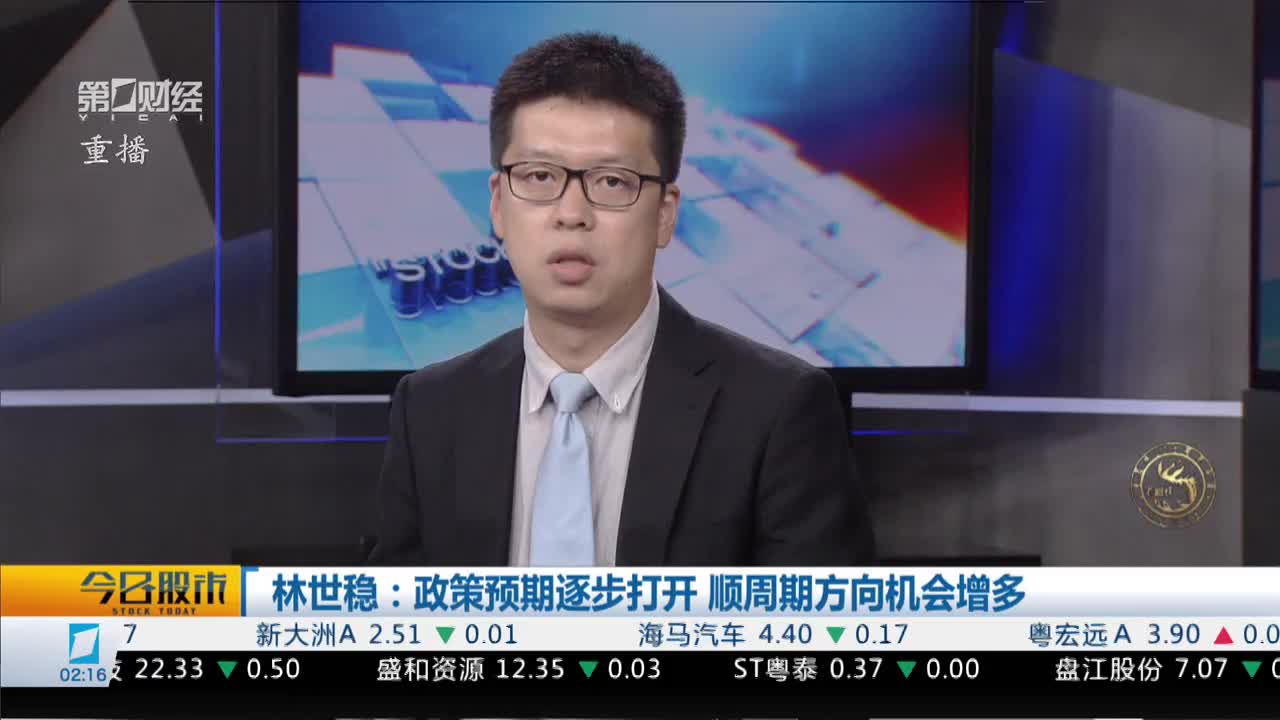 第一财经
YICAI
重播
"STOC
今日股市
STOCK TODAY
林世稳：政策预期逐步打开 顺周期方向机会增多
7 新大洲A 2.51 ▼ 0.01 海马汽车 4.40 ▼ 0.17 粤宏远A 3.90 ▲ 0.0
02:16
22.33 ▼ 0.50 盛和资源 12.35 ▼ 0.03 ST粤泰 0.37 ▼ 0.00 盘江股份 7.07 ▼